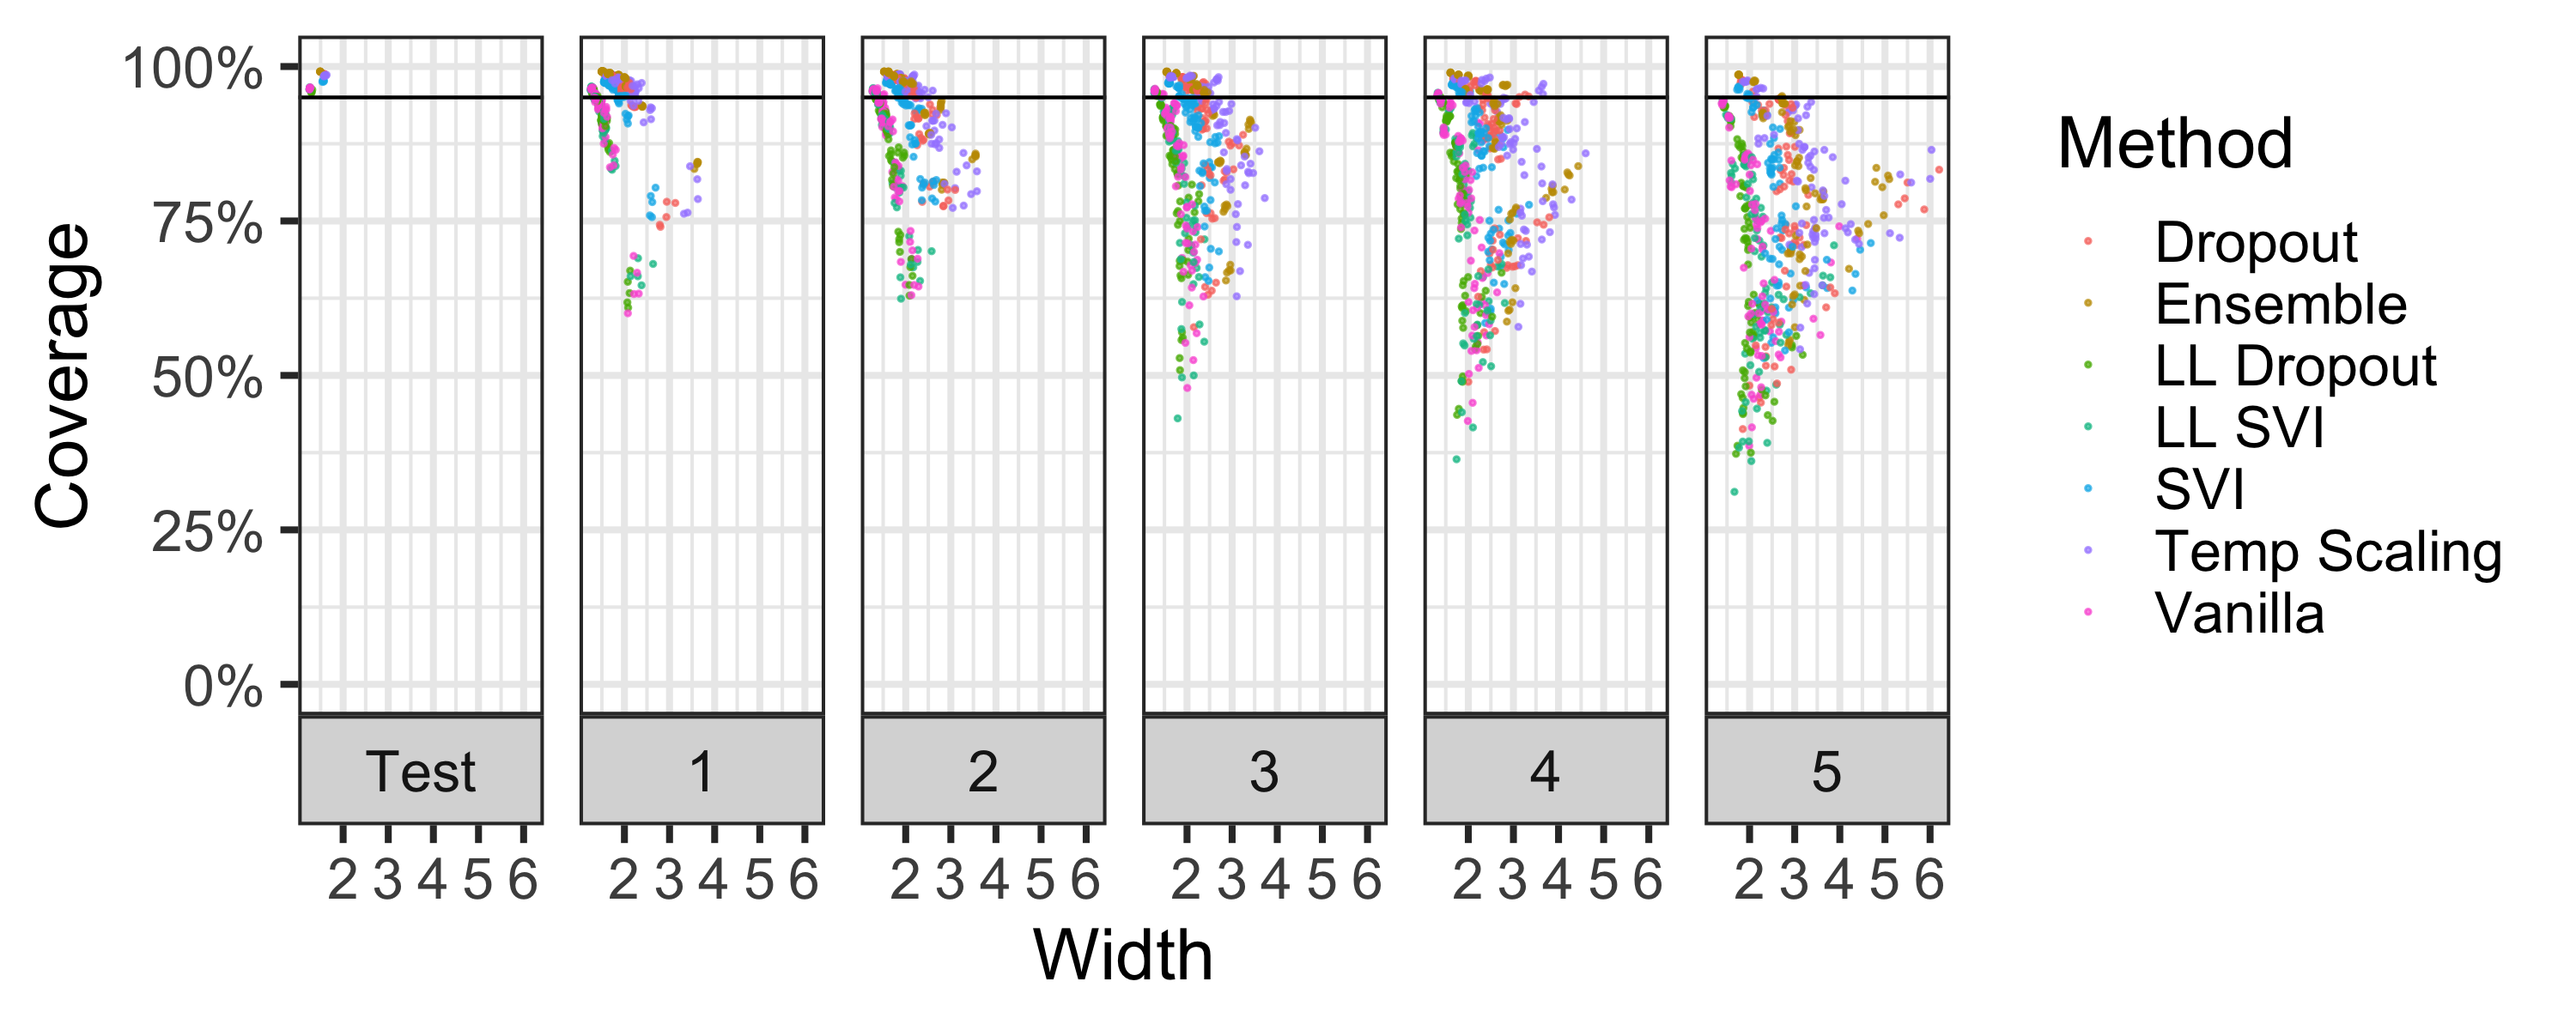 Coverage
100%
75%
50%
25%
0%
Test 1 2 3 4 5
2 3 4 5 6 2 3 4 5 6 2 3 4 5 6 2 3 4 5 6 2 3 4 5 6 2 3 4 5 6
Width
Method
Dropout
Ensemble
LL Dropout
LL SVI
SVI
Temp Scaling
Vanilla